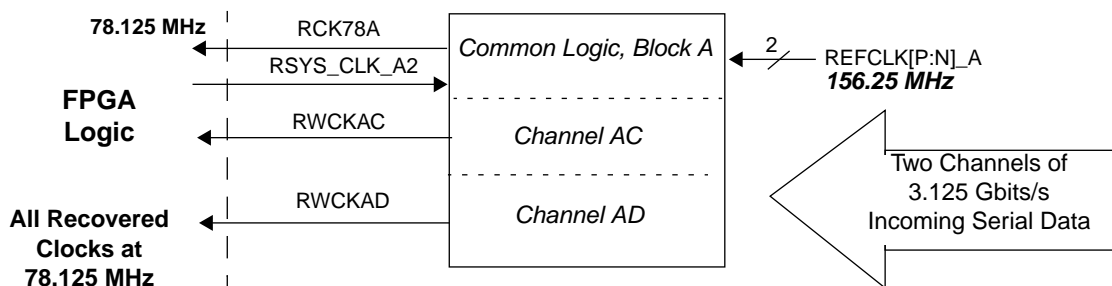 78.125 MHz
RCK78A
RSYS_CLK_A2
FPGA
Logic
RWCKAC
RWCKAD
All Recovered
Clocks at
78.125 MHz
Common Logic, Block A
Channel AC
Channel AD
2
REFCLK[P:N]_A
156.25 MHz
Two Channels of
3.125 Gbits/s
Incoming Serial Data